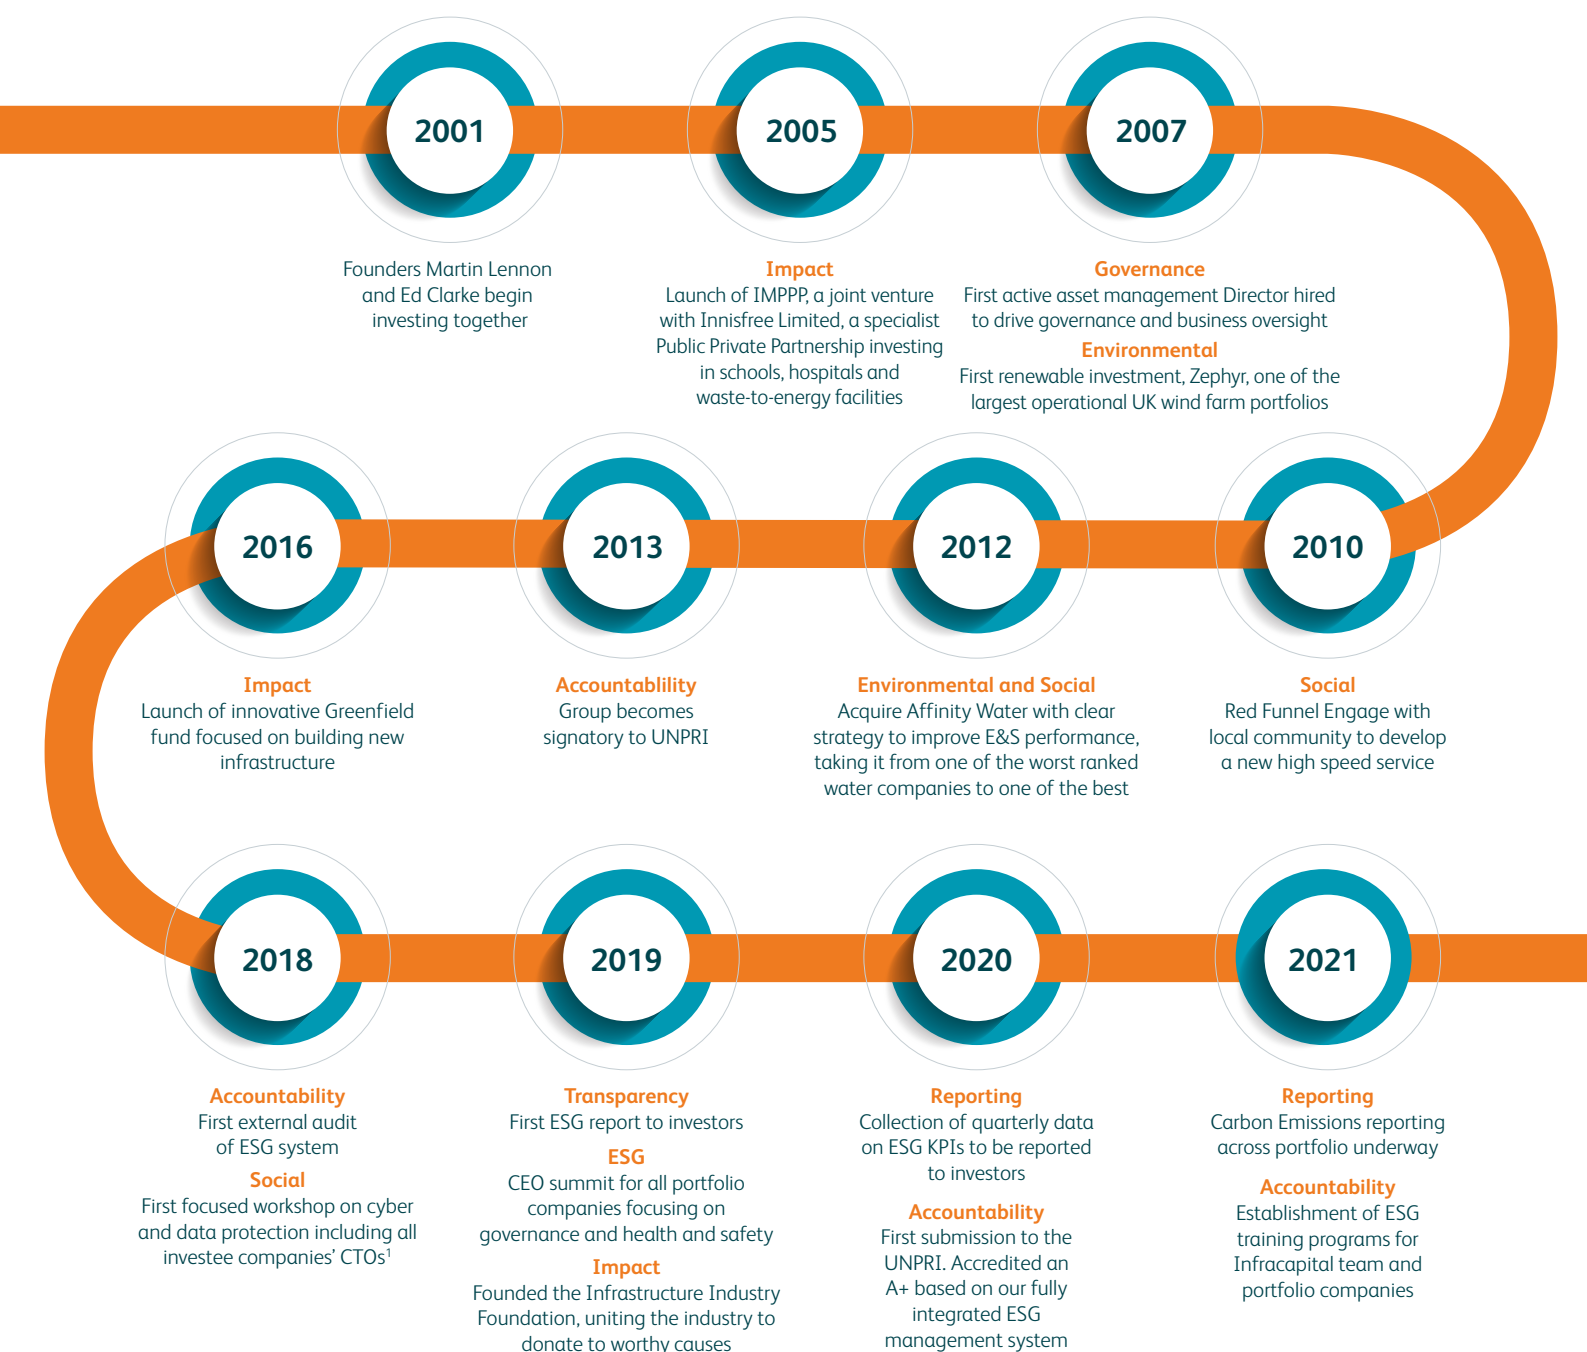 2001
Founders Martin Lennon
and Ed Clarke begin
investing together
2005
Impact
Launch of IMPPP, a joint venture
with Innisfree Limited, a specialist
Public Private Partnership investing
in schools, hospitals and
waste-to-energy facilities
2007
Governance
First active asset management Director hired
to drive governance and business oversight
Environmental
First renewable investment, Zephyr, one of the
largest operational UK wind farm portfolios
2010
Social
Red Funnel Engage with
local community to develop
a new high speed service
2012
Environmental and Social
Acquire Affinity Water with clear
strategy to improve E&S performance,
taking it from one of the worst ranked
water companies to one of the best
2013
Accountablility
Group becomes
signatory to UNPRI
2016
Impact
Launch of innovative Greenfield
fund focused on building new
infrastructure
2018
Accountability
First external audit
of ESG system
Social
First focused workshop on cyber
and data protection including all
investee companies’ CTOs¹
2019
Transparency
First ESG report to investors
ESG
CEO summit for all portfolio
companies focusing on
governance and health and safety
Impact
Founded the Infrastructure Industry
Foundation, uniting the industry to
donate to worthy causes
2020
Reporting
Collection of quarterly data
on ESG KPIs to be reported
to investors
Accountability
First submission to the
UNPRI. Accredited an
A+ based on our fully
integrated ESG
management system
2021
Reporting
Carbon Emissions reporting
across portfolio underway
Accountability
Establishment of ESG
training programs for
Infracapital team and
portfolio companies